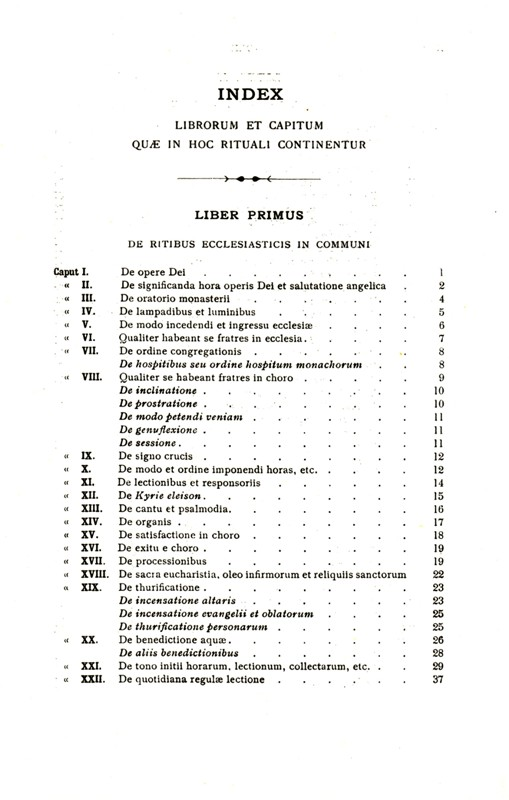 INDEX
LIBRORUM ET CAPITUM
QUÆ IN HOC RITUALI CONTINENTUR
LIBER PRIMUS
DE RITIBUS ECCLESIASTICIS IN COMMUNI
Caput I. De opere Dei . . . . . . . . . 1
« II. De significanda hora operis Dei et salutatione angelica . 2
« III. De oratorio monasterii . . . . . . . 4
« IV. De lampadibus et luminibus . . . . . . 5
« V. De modo incedendi et ingressu ecclesiæ . . . . 6
« VI. Qualiter habeant se fratres in ecclesia. . . . . 7
« VII. De ordine congregationis . . . . . . . 8
De hospitibus seu ordine hospitum monachorum . . 8
« VIII. Qualiter se habeant fratres in choro . . . . . 9
De inclinatione . . . . . . . . . 10
De prostratione . . . . . . . . . 10
De modo petendi veniam . . . . . . . 11
De genuflexione . . . . . . . . . 11
De sessione . . . . . . . . . . 11
« IX. De signo crucis . . . . . . . . . 12
« X. De modo et ordine imponendi horas, etc. . . . . 12
« XI. De lectionibus et responsoriis . . . . . . 14
« XII. De Kyrie eleison . . . . . . . . . 15
« XIII. De cantu et psalmodia. . . . . . . . 16
« XIV. De organis . . . . . . . . . . 17
« XV. De satisfactione in choro . . . . . . . 18
« XVI. De exitu e choro . . . . . . . . . 19
« XVII. De processionibus . . . . . . . . 19
« XVIII. De sacra eucharistia, oleo infirmorum et reliquiis sanctorum 22
« XIX. De thurificatione . . . . . . . . . 23
De incensatione altaris . . . . . . . 23
De incensatione evangelii et oblatorum . . . . 25
De thurificatione personarum . . . . . . 25
« XX. De benedictione aquæ. . . . . . . . 26
De aliis benedictionibus . . . . . . . 28
« XXI. De tono initii horarum, lectionum, collectarum, etc. . . 29
« XXII. De quotidiana regulæ lectione . . . . . . 37